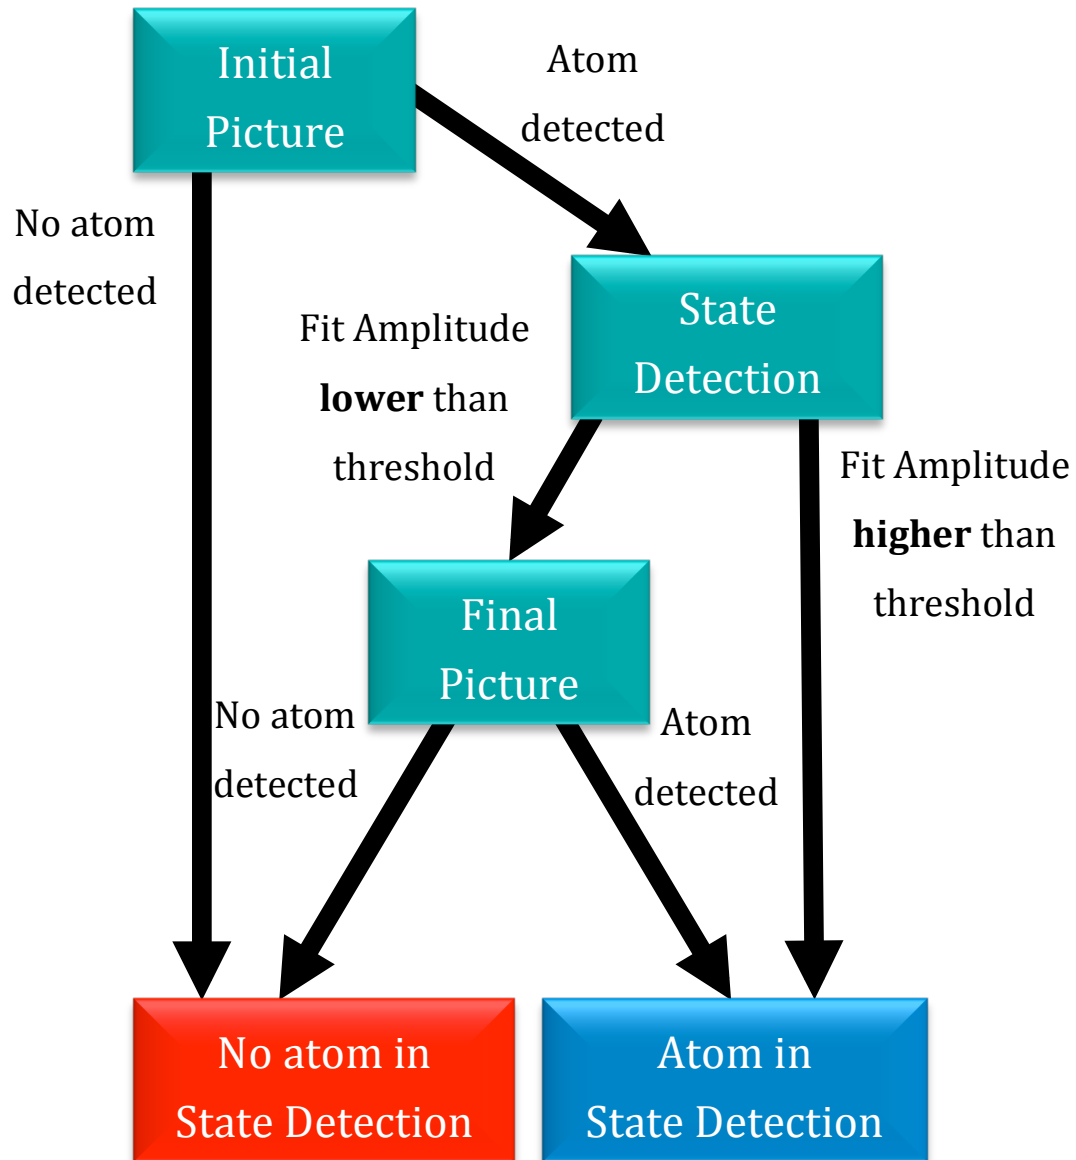 Initial
Picture
Atom
detected
No atom
detected
State
Detection
Fit Amplitude
lower than
threshold
Fit Amplitude
higher than
threshold
Final
Picture
No atom
detected
Atom
detected
No atom in
State Detection
Atom in
State Detection